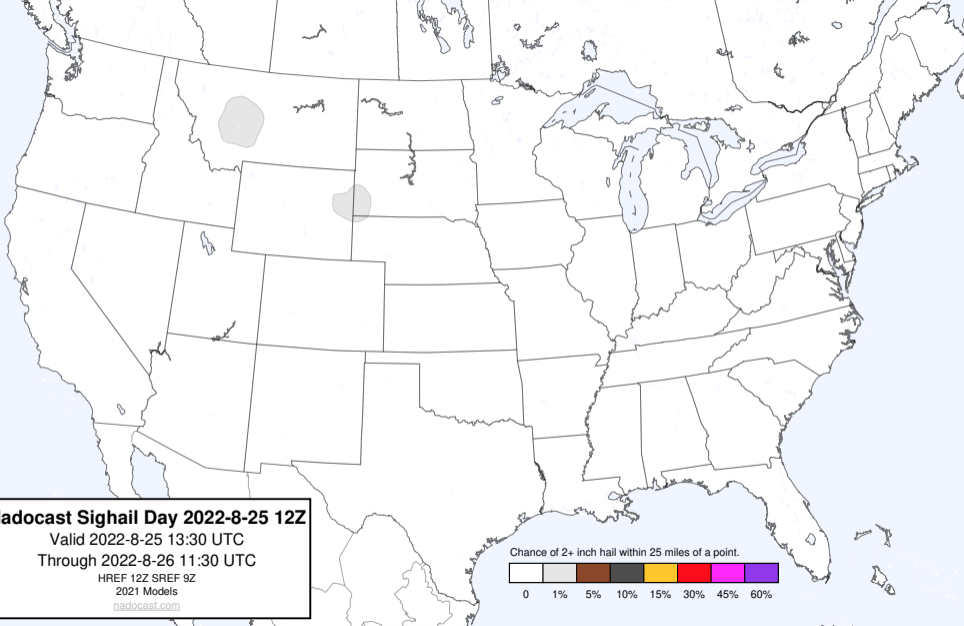 adocast Sighail Day 2022-8-25 12Z
Valid 2022-8-25 13:30 UTC
Through 2022-8-26 11:30 UTC
HREF 12Z SREF 9Z
2021 Models
nadocast.com
Chance of 2+ inch hail within 25 miles of a point.
0 1% 5% 10% 15% 30% 45% 60%